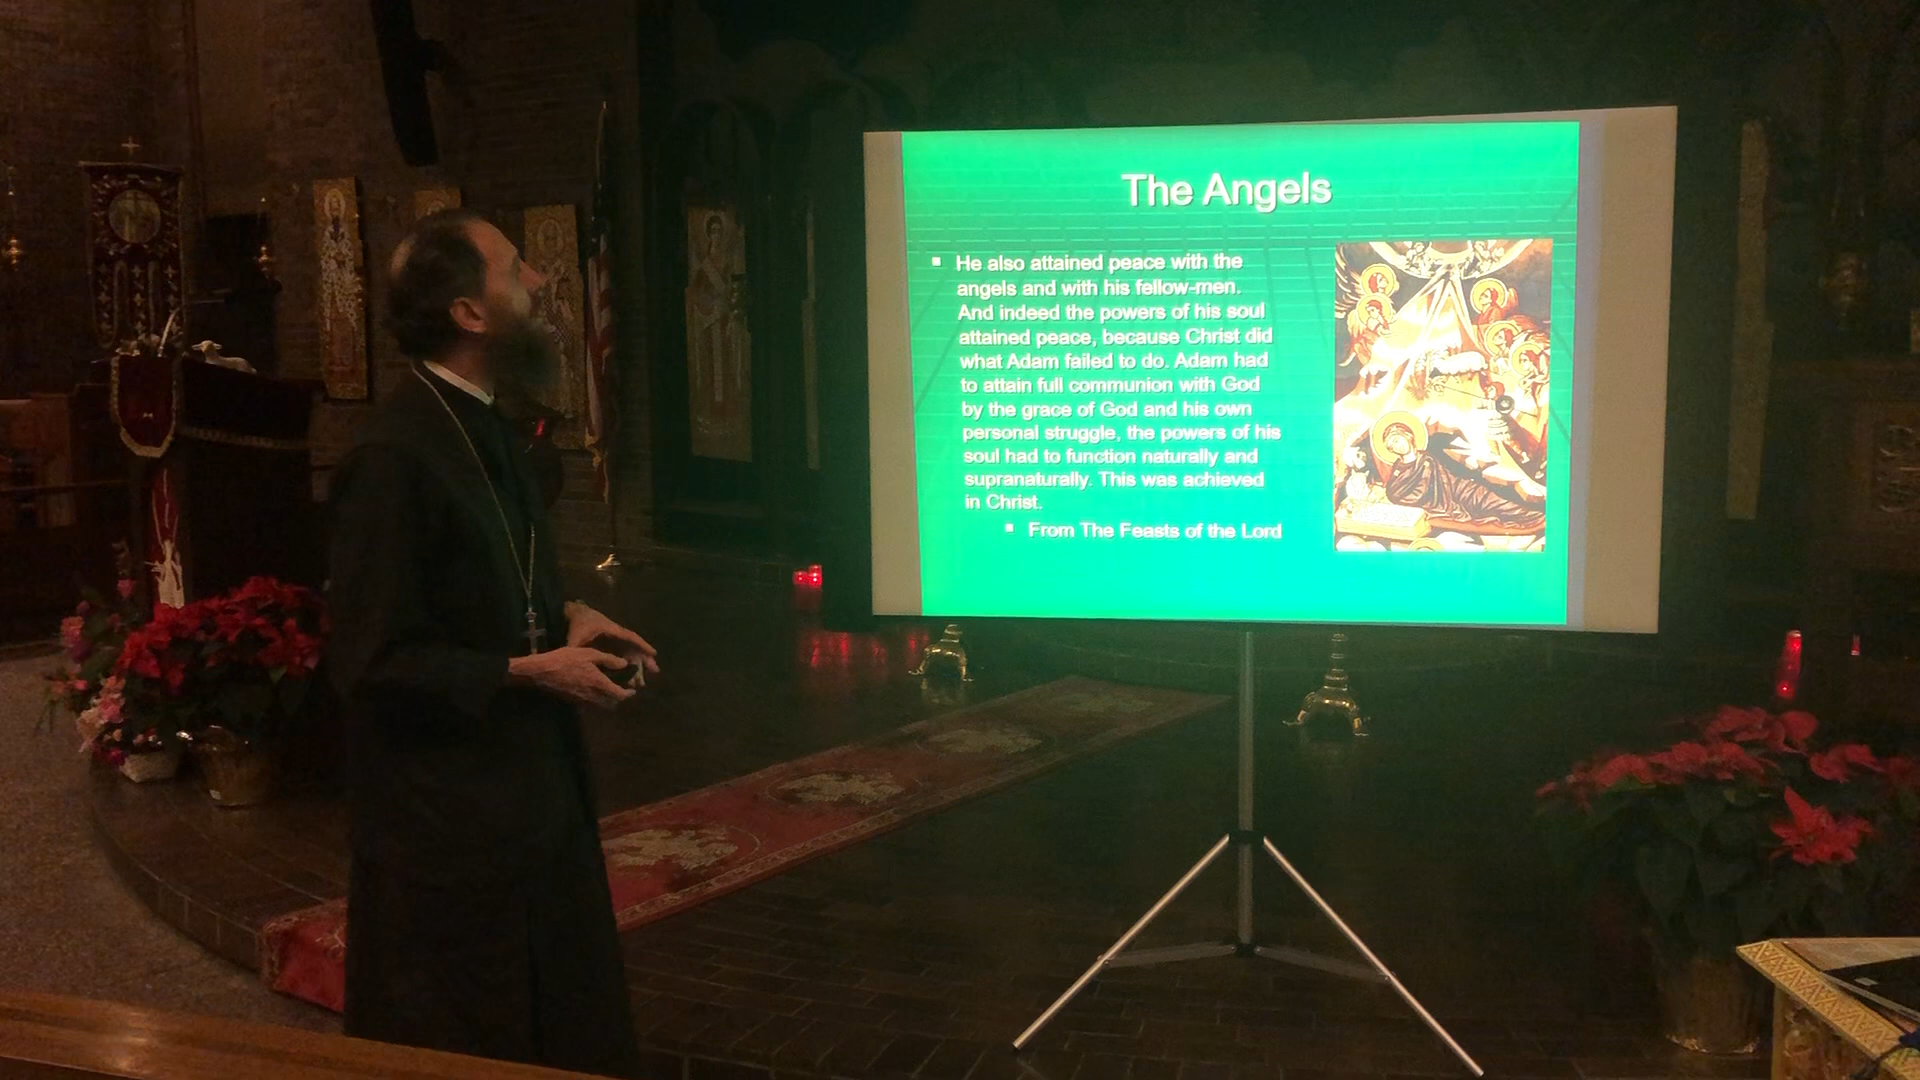 The Angels
He also attained peace with the
angels and with his fellow-men.
And indeed the powers of his soul
attained peace, because Christ did
what Adam failed to do. Adam had
to attain full communion with God
by the grace of God and his own
personal struggle, the powers of his
soul had to function naturally and
supranaturally. This was achieved
in Christ.
From The Feasts of the Lord